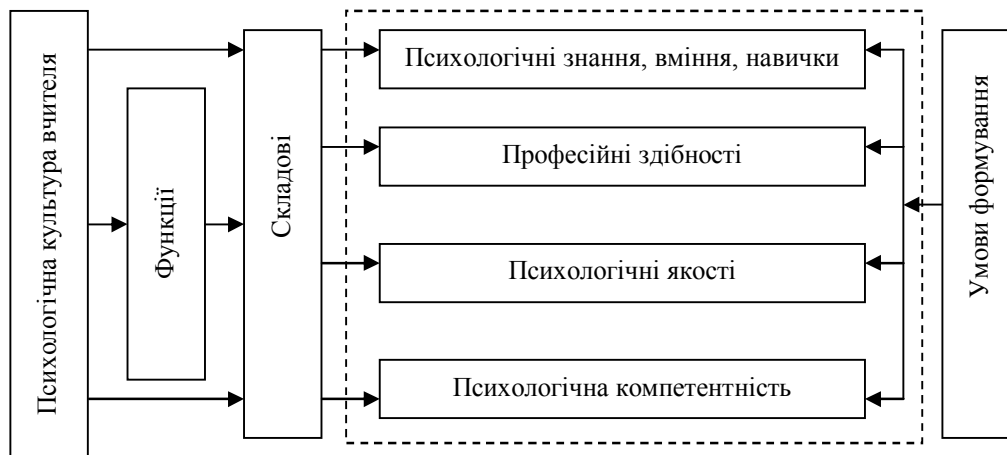 Психологічна культура вчителя
Функції
Складові
Психологічні знання, вміння, навички
Професійні здібності
Психологічні якості
Психологічна компетентність
Умови формування